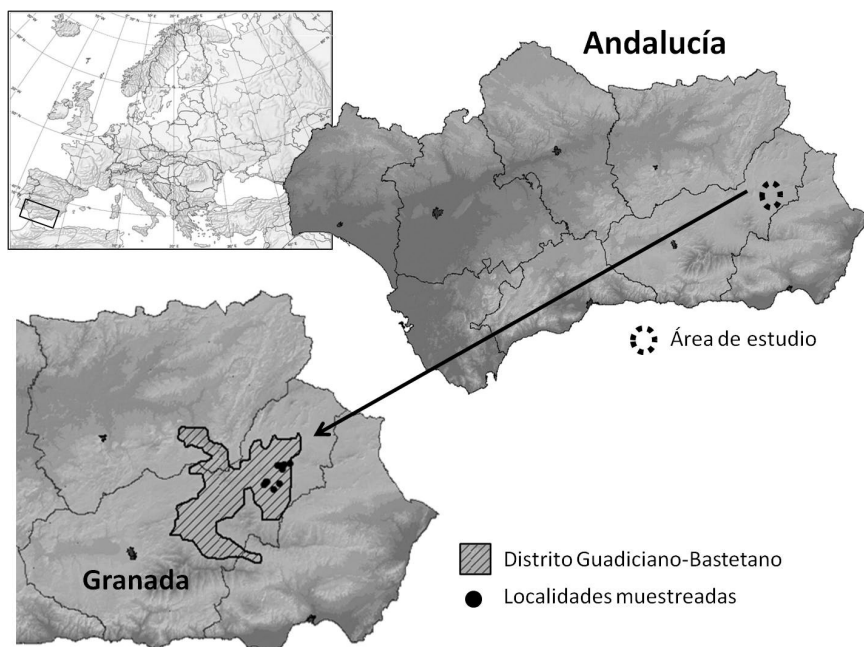 Andalucía
Área de estudio
Granada
Distrito Guadiciano-Bastetano
Localidades muestreadas